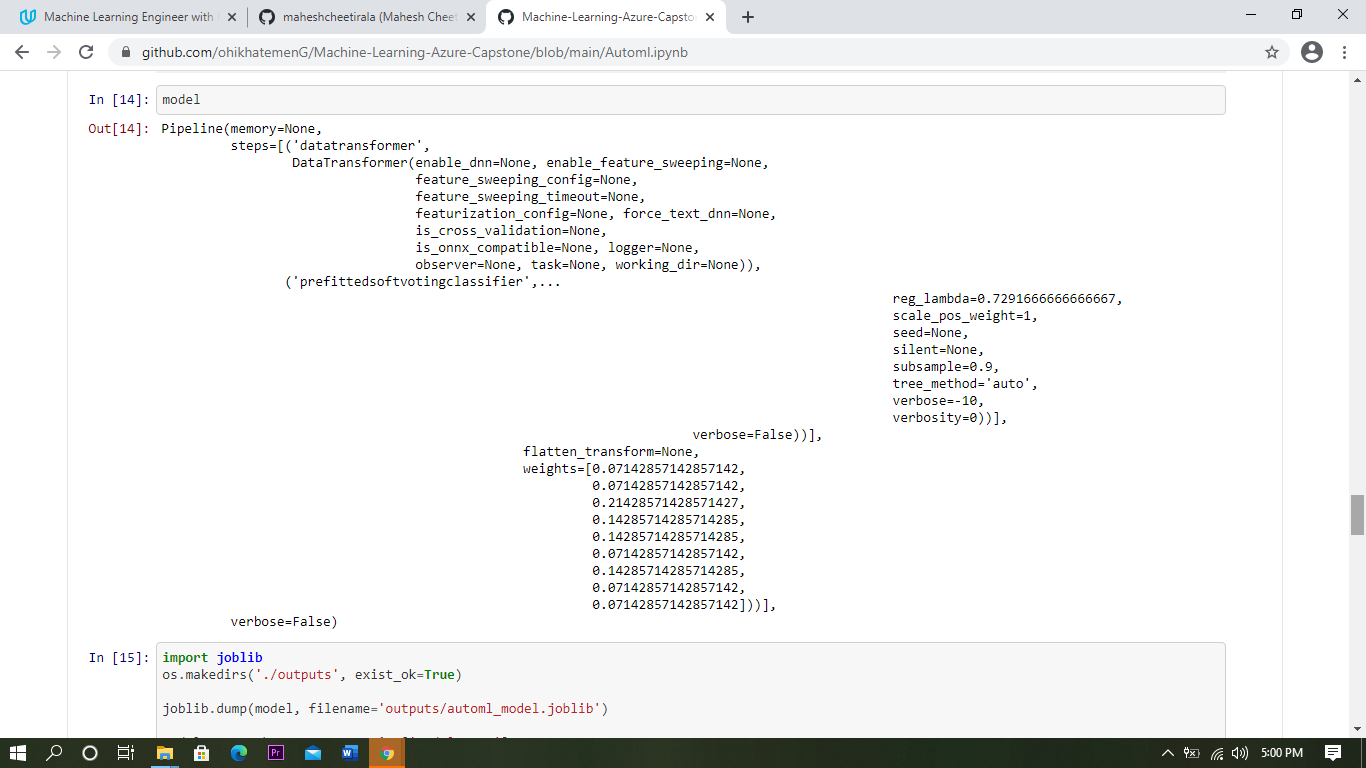 Machine Learning Engineer with
maheshcheetirala (Mahesh Cheet
Machine-Learning-Azure-Capsto
github.com/ohikhatemenG/Machine-Learning-Azure-Capstone/blob/main/Automl.ipynb
In [14]: model
Out[14]: Pipeline(memory=None,
steps=[('datatransformer',
DataTransformer(enable_dnn=None, enable_feature_sweeping=None,
feature_sweeping_config=None,
feature_sweeping_timeout=None,
featurization_config=None, force_text_dnn=None,
is_cross_validation=None,
is_onnx_compatible=None, logger=None,
observer=None, task=None, working_dir=None)),
('prefittedsoftvotingclassifier',...
reg_lambda=0.7291666666666667,
scale_pos_weight=1,
seed=None,
silent=None,
subsample=0.9,
tree_method='auto',
verbose=-10,
verbosity=0))],
verbose=False))],
flatten_transform=None,
weights=[0.07142857142857142,
0.07142857142857142,
0.21428571428571427,
0.14285714285714285,
0.14285714285714285,
0.07142857142857142,
0.14285714285714285,
0.07142857142857142,
0.07142857142857142]))],
verbose=False)
In [15]: import joblib
os.makedirs('./outputs', exist_ok=True)
joblib.dump(model, filename='outputs/automl_model.joblib')
Pr
W
5:00 PM